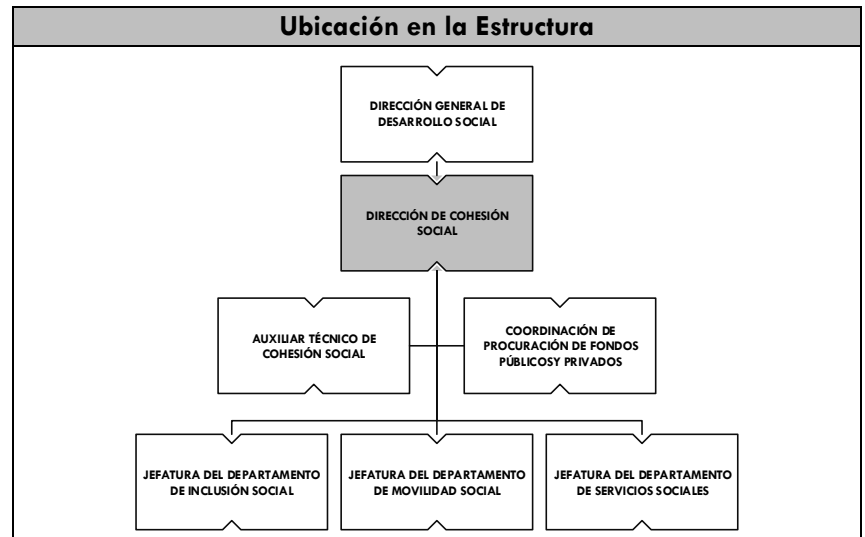 Ubicación en la Estructura
DIRECCIÓN GENERAL DE
DESARROLLO SOCIAL
DIRECCIÓN DE COHESIÓN
SOCIAL
AUXILIAR TÉCNICO DE
COHESIÓN SOCIAL
COORDINACIÓN DE
PROCURACIÓN DE FONDOS
PÚBLICOSY PRIVADOS
JEFATURA DEL DEPARTAMENTO
DE INCLUSIÓN SOCIAL
JEFATURA DEL DEPARTAMENTO
DE MOVILIDAD SOCIAL
JEFATURA DEL DEPARTAMENTO
DE SERVICIOS SOCIALES